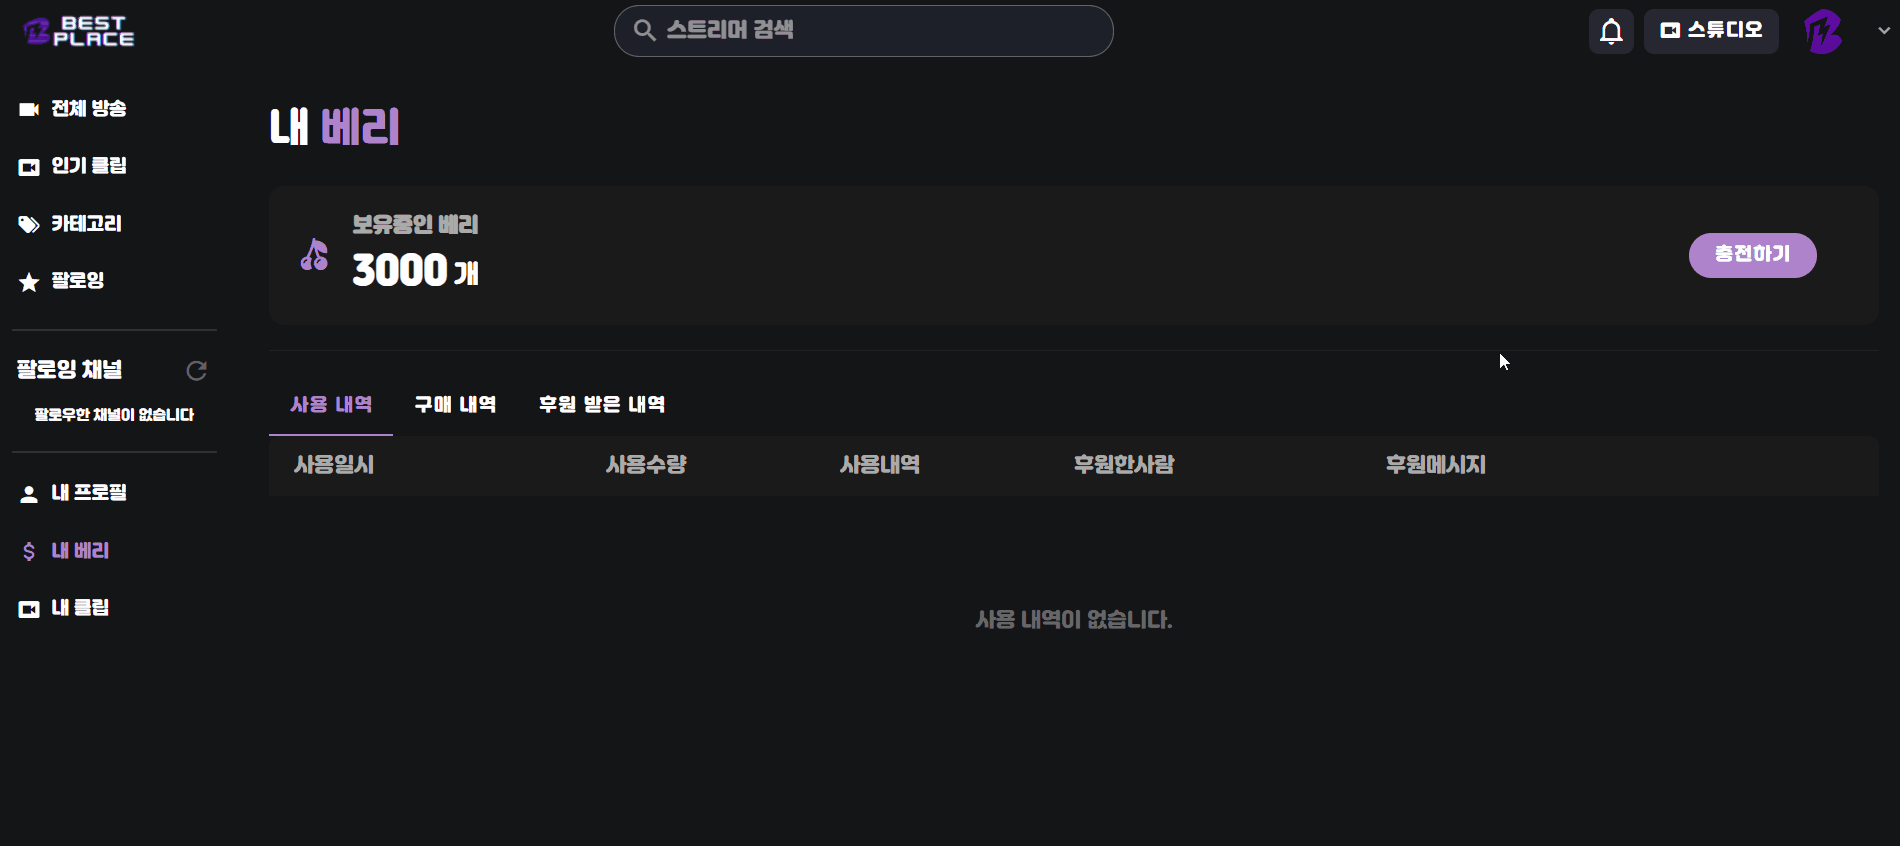 BEST
PLACE
스트리머 검색
스튜디오
전체 방송
인기 클립
카테고리
팔로잉
팔로잉 채널
팔로우한 채널이 없습니다
내 프로필
내 베리
내 클립
내 베리
보유중인 베리
3000 개
충전하기
사용 내역 구매 내역 후원 받은 내역
사용일시 사용수량 사용내역 후원한사람 후원메시지
사용 내역이 없습니다.